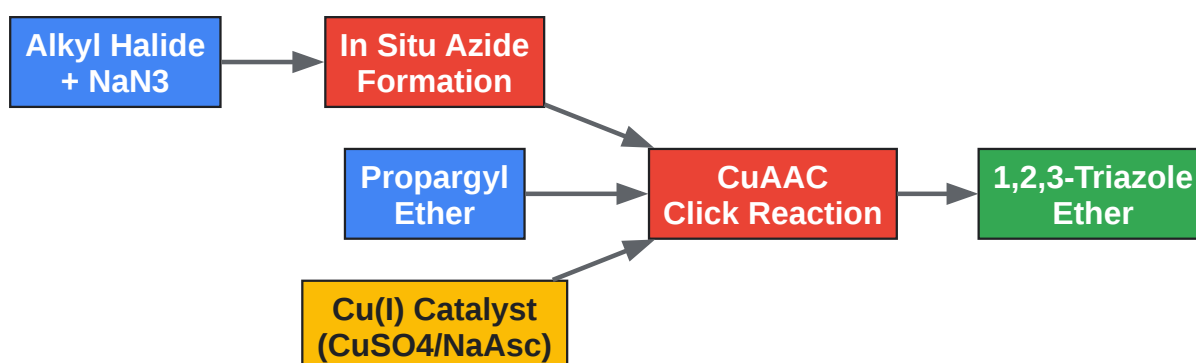 Alkyl Halide
+ NaN3
In Situ Azide
Formation
Propargyl
Ether
CuAAC
Click Reaction
1,2,3-Triazole
Ether
Cu(I) Catalyst
(CuSO4/NaAsc)